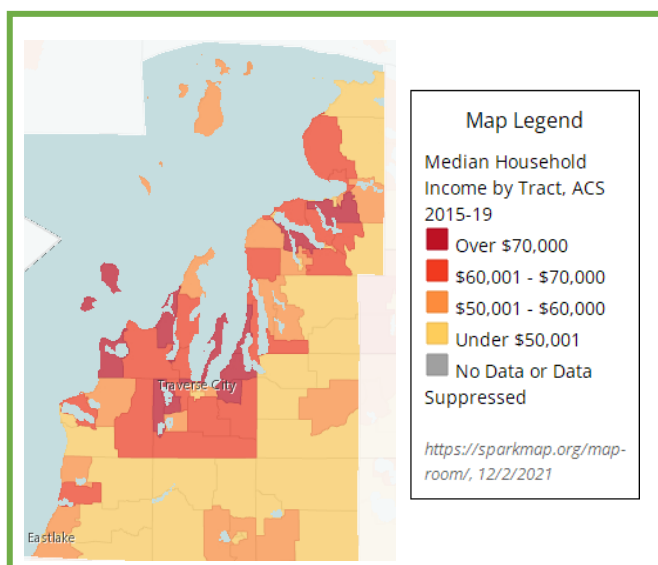 Map Legend
Median Household
Income by Tract, ACS
2015-19
Over $70,000
$60,001 - $70,000
$50,001 - $60,000
Under $50,001
No Data or Data
Suppressed
https://sparkmap.org/map-
room/, 12/2/2021
Traverse City
Eastlake